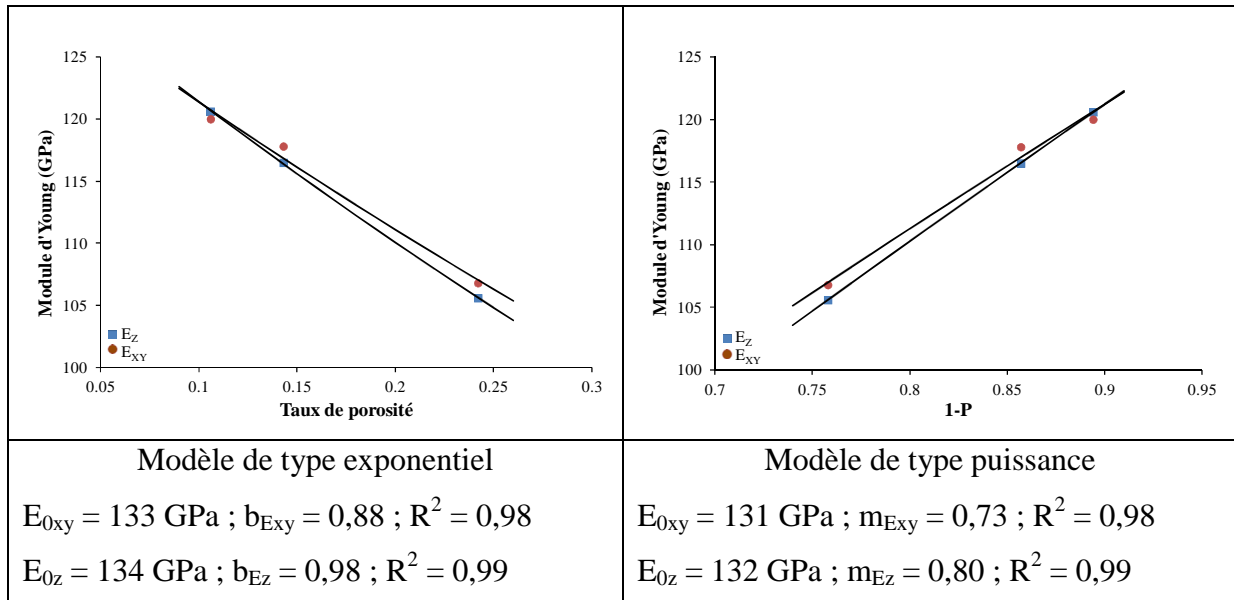 125
120
115
110
105
100
Module d'Young (GPa)
E_Z
E_XY
0.05 0.1 0.15 0.2 0.25 0.3
Taux de porosité
125
120
115
110
105
100
Module d'Young (GPa)
E_Z
E_XY
0.7 0.75 0.8 0.85 0.9 0.95
1-P
Modèle de type exponentiel
E_0xy = 133 GPa ; b_Exy = 0,88 ; R² = 0,98
E_0z = 134 GPa ; b_Ez = 0,98 ; R² = 0,99
Modèle de type puissance
E_0xy = 131 GPa ; m_Exy = 0,73 ; R² = 0,98
E_0z = 132 GPa ; m_Ez = 0,80 ; R² = 0,99